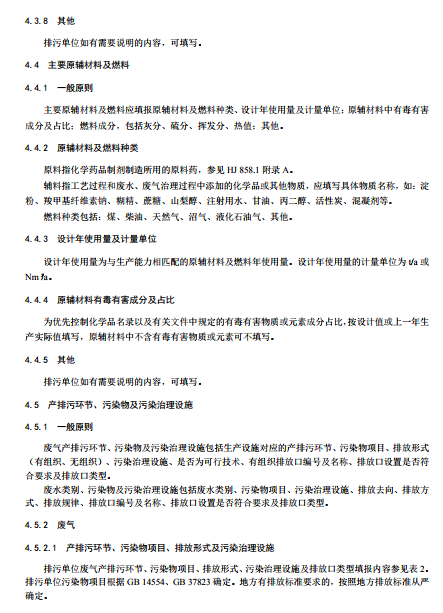 4.3.8 其他
排污单位如有需要说明的内容，可填写。
4.4 主要原辅材料及燃料
4.4.1 一般原则
主要原辅材料及燃料应填报原辅材料及燃料种类、设计年使用量及计量单位；原辅材料中有毒有害
成分及占比；燃料成分，包括灰分、硫分、挥发分、热值；其他。
4.4.2 原辅材料及燃料种类
原料指化学药品制剂制造所用的原料药，参见 HJ 858.1 附录 A。
辅料指工艺过程和废水、废气治理过程中添加的化学品或其他物质，应填写具体物质名称，如：淀
粉、羧甲基纤维素钠、糊精、蔗糖、山梨醇、注射用水、甘油、丙二醇、活性炭、混凝剂等。
燃料种类包括：煤、柴油、天然气、沼气、液化石油气、其他。
4.4.3 设计年使用量及计量单位
设计年使用量为与生产能力相匹配的原辅材料及燃料年使用量。设计年使用量的计量单位为 t/a 或
Nm³/a。
4.4.4 原辅材料有毒有害成分及占比
为优先控制化学品名录以及有关文件中规定的有毒有害物质或元素成分占比，按设计值或上一年生
产实际值填写，原辅材料中不含有毒有害物质或元素可不填写。
4.4.5 其他
排污单位如有需要说明的内容，可填写。
4.5 产排污环节、污染物及污染治理设施
4.5.1 一般原则
废气产排污环节、污染物及污染治理设施包括生产设施对应的产排污环节、污染物项目、排放形式
（有组织、无组织）、污染治理设施、是否为可行技术、有组织排放口编号及名称、排放口设置是否符
合要求及排放口类型。
废水类别、污染物及污染治理设施包括废水类别、污染物项目、污染治理设施、排放去向、排放方
式、排放规律、排放口编号及名称、排放口设置是否符合要求及排放口类型。
4.5.2 废气
4.5.2.1 产排污环节、污染物项目、排放形式及污染治理设施
排污单位废气产排污环节、污染物项目、排放形式、污染治理设施及排放口类型填报内容参见表 2。
排污单位污染物项目根据 GB 14554、GB 37823 确定。地方有排放标准要求的，按照地方排放标准从严
确定。